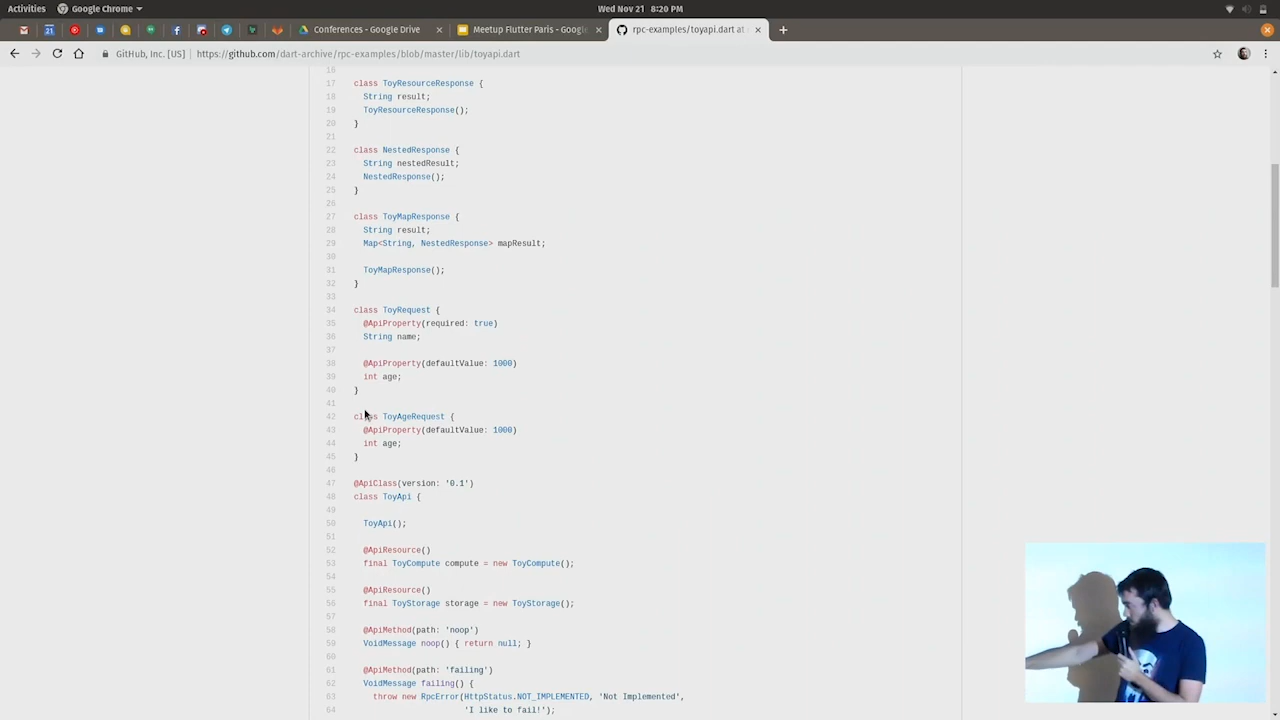 Activities
Google Chrome
Wed Nov 21 8:20 PM
Conferences - Google Drive
Meetup Flutter Paris - Google
rpc-examples/toyapi.dart at
GitHub, Inc. [US] https://github.com/dart-archive/rpc-examples/blob/master/lib/toyapi.dart
16
17 class ToyResourceResponse {
18 String result;
19 ToyResourceResponse();
20 }
21
22 class NestedResponse {
23 String nestedResult;
24 NestedResponse();
25 }
26
27 class ToyMapResponse {
28 String result;
29 Map<String, NestedResponse> mapResult;
30
31 ToyMapResponse();
32 }
33
34 class ToyRequest {
35 @ApiProperty(required: true)
36 String name;
37
38 @ApiProperty(defaultValue: 1000)
39 int age;
40 }
41
42 class ToyAgeRequest {
43 @ApiProperty(defaultValue: 1000)
44 int age;
45 }
46
47 @ApiClass(version: '0.1')
48 class ToyApi {
49
50 ToyApi();
51
52 @ApiResource()
53 final ToyCompute compute = new ToyCompute();
54
55 @ApiResource()
56 final ToyStorage storage = new ToyStorage();
57
58 @ApiMethod(path: 'noop')
59 VoidMessage noop() { return null; }
60
61 @ApiMethod(path: 'failing')
62 VoidMessage failing() {
63 throw new RpcError(HttpStatus.NOT_IMPLEMENTED, 'Not Implemented',
64 'I like to fail!');